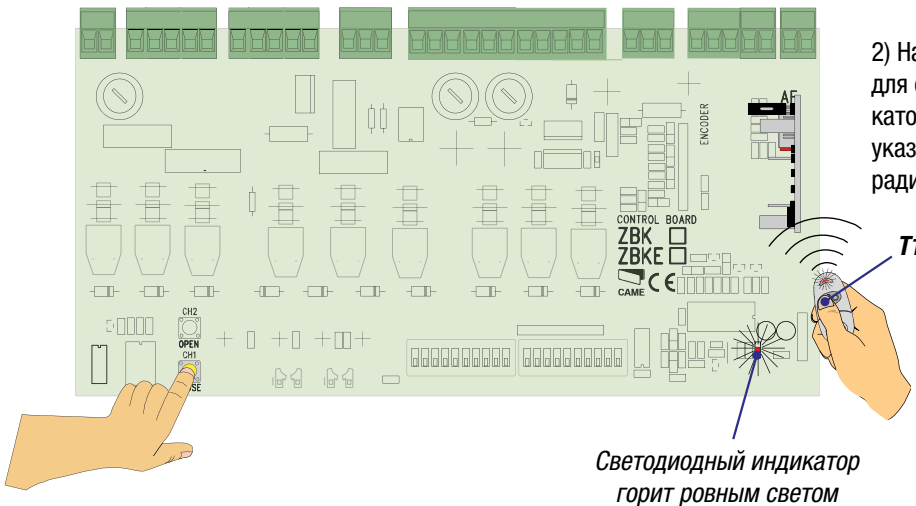 2) На
для
като
указ
ради
AF
ENCODER
CONTROL BOARD
ZBK
ZBKE
CAME CE
T1
CH2
OPEN
CH1
SE
Светодиодный индикатор
горит ровным светом